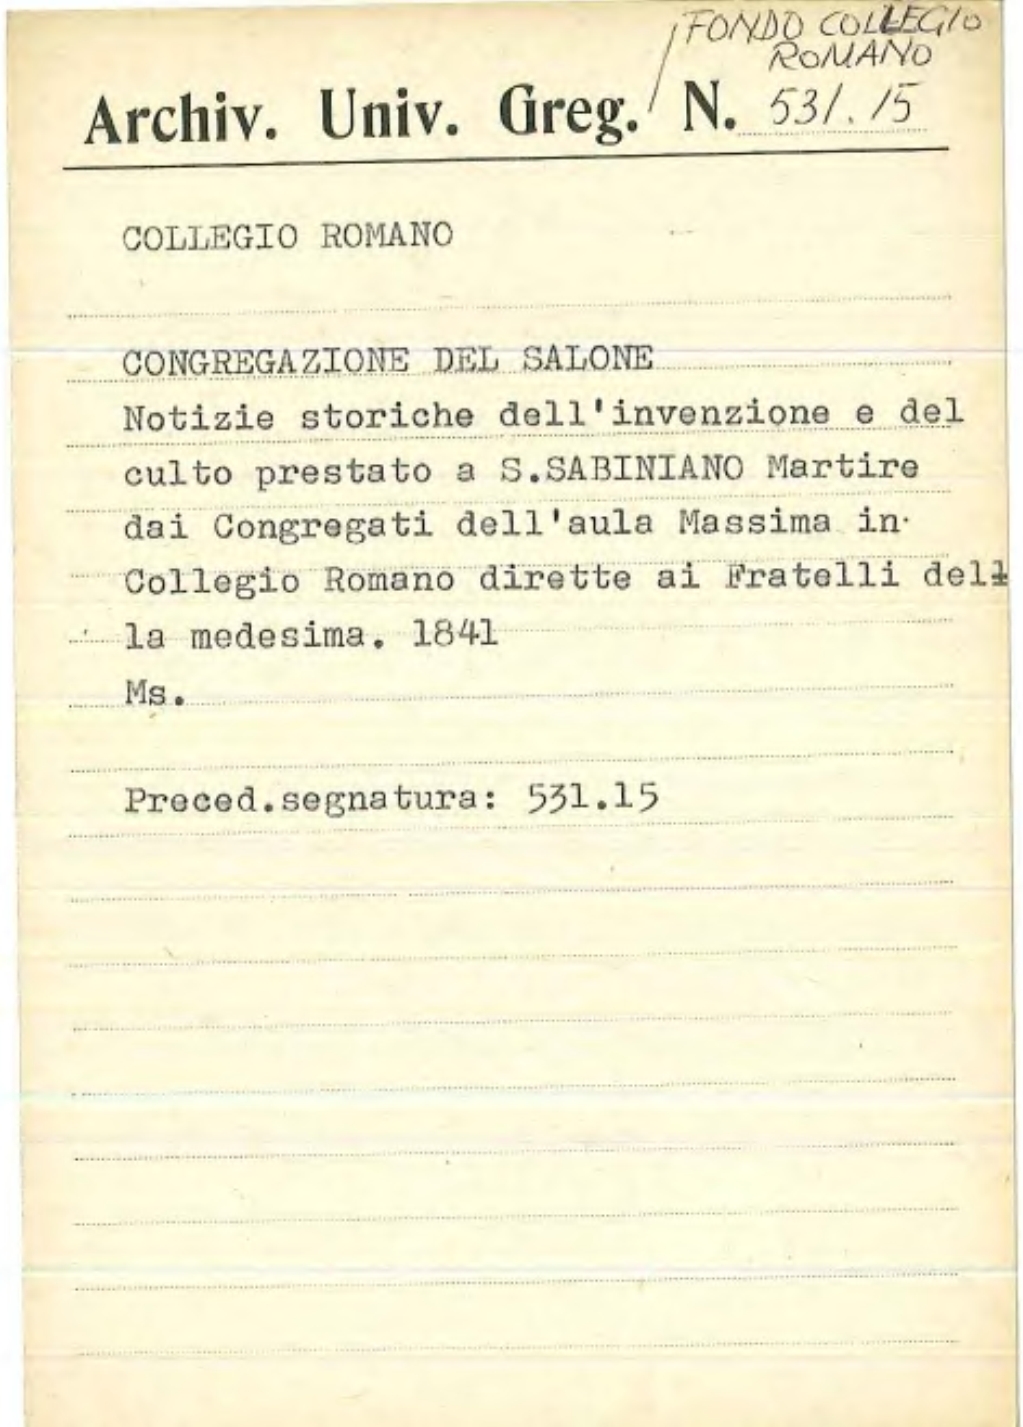 FONDO COLLEGIO
ROMANO
Archiv. Univ. Greg. N. 531.15
COLLEGIO ROMANO
CONGREGAZIONE DEL SALONE
Notizie storiche dell'invenzione e del
culto prestato a S.SABINIANO Martire
dai Congregati dell'aula Massima in
Collegio Romano dirette ai Fratelli del
la medesima. 1841
Ms.
Preced.segnatura: 531.15